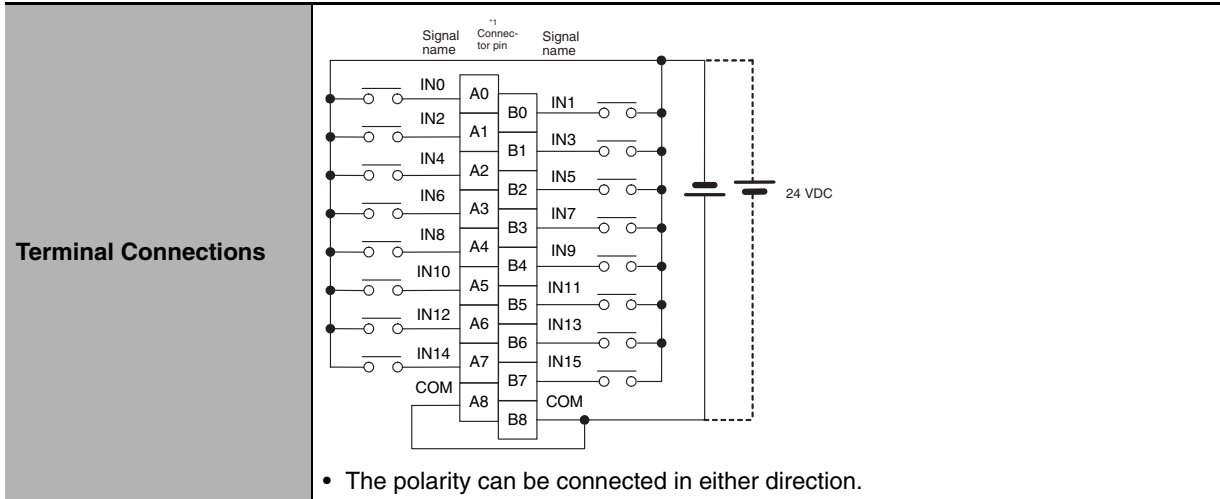 Terminal Connections
Signal name
*1 Connec-tor pin
Signal name
IN0 A0
B0 IN1
IN2 A1
B1 IN3
IN4 A2
B2 IN5
IN6 A3
B3 IN7
IN8 A4
B4 IN9
IN10 A5
B5 IN11
IN12 A6
B6 IN13
IN14 A7
B7 IN15
COM A8
B8 COM
24 VDC
• The polarity can be connected in either direction.